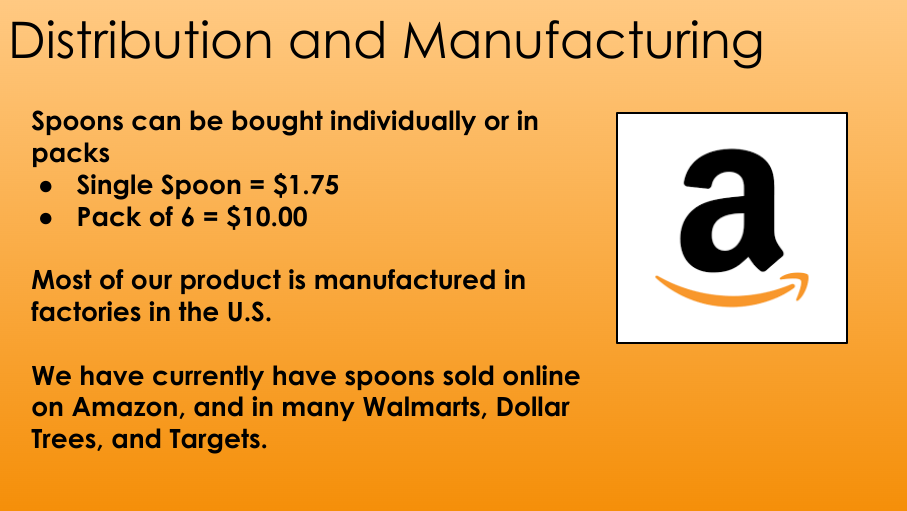 Distribution and Manufacturing
Spoons can be bought individually or in
packs
● Single Spoon = $1.75
● Pack of 6 = $10.00
Most of our product is manufactured in
factories in the U.S.
We have currently have spoons sold online
on Amazon, and in many Walmarts, Dollar
Trees, and Targets.
a